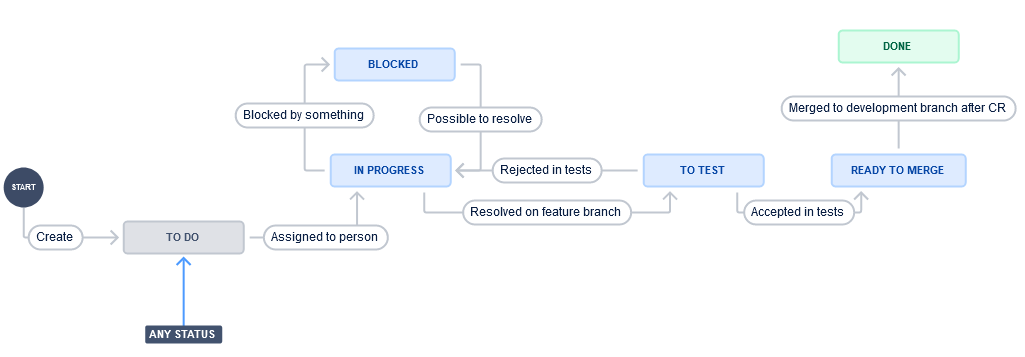 DONE
BLOCKED
Merged to development branch after CR
Blocked by something
Possible to resolve
IN PROGRESS
Rejected in tests
TO TEST
READY TO MERGE
START
Resolved on feature branch
Accepted in tests
Create
TO DO
Assigned to person
ANY STATUS